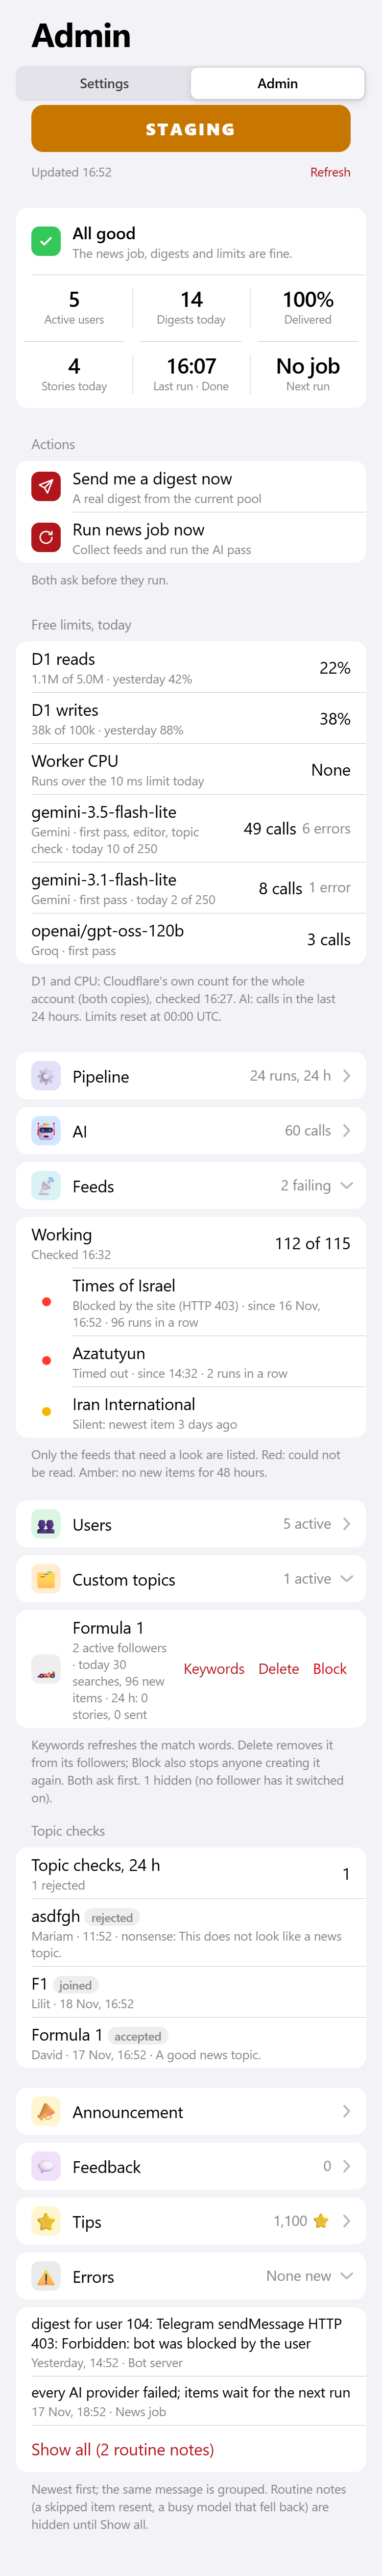 Admin
Settings
Admin
STAGING
Updated 16:52
Refresh
All good
The news job, digests and limits are fine.
5
Active users
14
Digests today
100%
Delivered
4
Stories today
16:07
Last run · Done
No job
Next run
Actions
Send me a digest now
A real digest from the current pool
Run news job now
Collect feeds and run the AI pass
Both ask before they run.
Free limits, today
D1 reads
1.1M of 5.0M · yesterday 42%
22%
D1 writes
38k of 100k · yesterday 88%
38%
Worker CPU
Runs over the 10 ms limit today
None
gemini-3.5-flash-lite
Gemini · first pass, editor, topic
check · today 10 of 250
49 calls 6 errors
gemini-3.1-flash-lite
Gemini · first pass · today 2 of 250
8 calls 1 error
openai/gpt-oss-120b
Groq · first pass
3 calls
D1 and CPU: Cloudflare's own count for the whole
account (both copies), checked 16:27. AI: calls in the last
24 hours. Limits reset at 00:00 UTC.
Pipeline
24 runs, 24 h
AI
60 calls
Feeds
2 failing
Working
Checked 16:32
112 of 115
Times of Israel
Blocked by the site (HTTP 403) · since 16 Nov,
16:52 · 96 runs in a row
Azatutyun
Timed out · since 14:32 · 2 runs in a row
Iran International
Silent: newest item 3 days ago
Only the feeds that need a look are listed. Red: could not
be read. Amber: no new items for 48 hours.
Users
5 active
Custom topics
1 active
Formula 1
2 active followers
· today 30
searches, 96 new
items · 24 h: 0
stories, 0 sent
Keywords
Delete
Block
Keywords refreshes the match words. Delete removes it
from its followers; Block also stops anyone creating it
again. Both ask first. 1 hidden (no follower has it switched
on).
Topic checks
Topic checks, 24 h
1 rejected
1
asdfgh rejected
Mariam · 11:52 · nonsense: This does not look like a news
topic.
F1 joined
Lilit · 18 Nov, 16:52
Formula 1 accepted
David · 17 Nov, 16:52 · A good news topic.
Announcement
Feedback
0
Tips
1,100
Errors
None new
digest for user 104: Telegram sendMessage HTTP
403: Forbidden: bot was blocked by the user
Yesterday, 14:52 · Bot server
every AI provider failed; items wait for the next run
17 Nov, 18:52 · News job
Show all (2 routine notes)
Newest first; the same message is grouped. Routine notes
(a skipped item resent, a busy model that fell back) are
hidden until Show all.